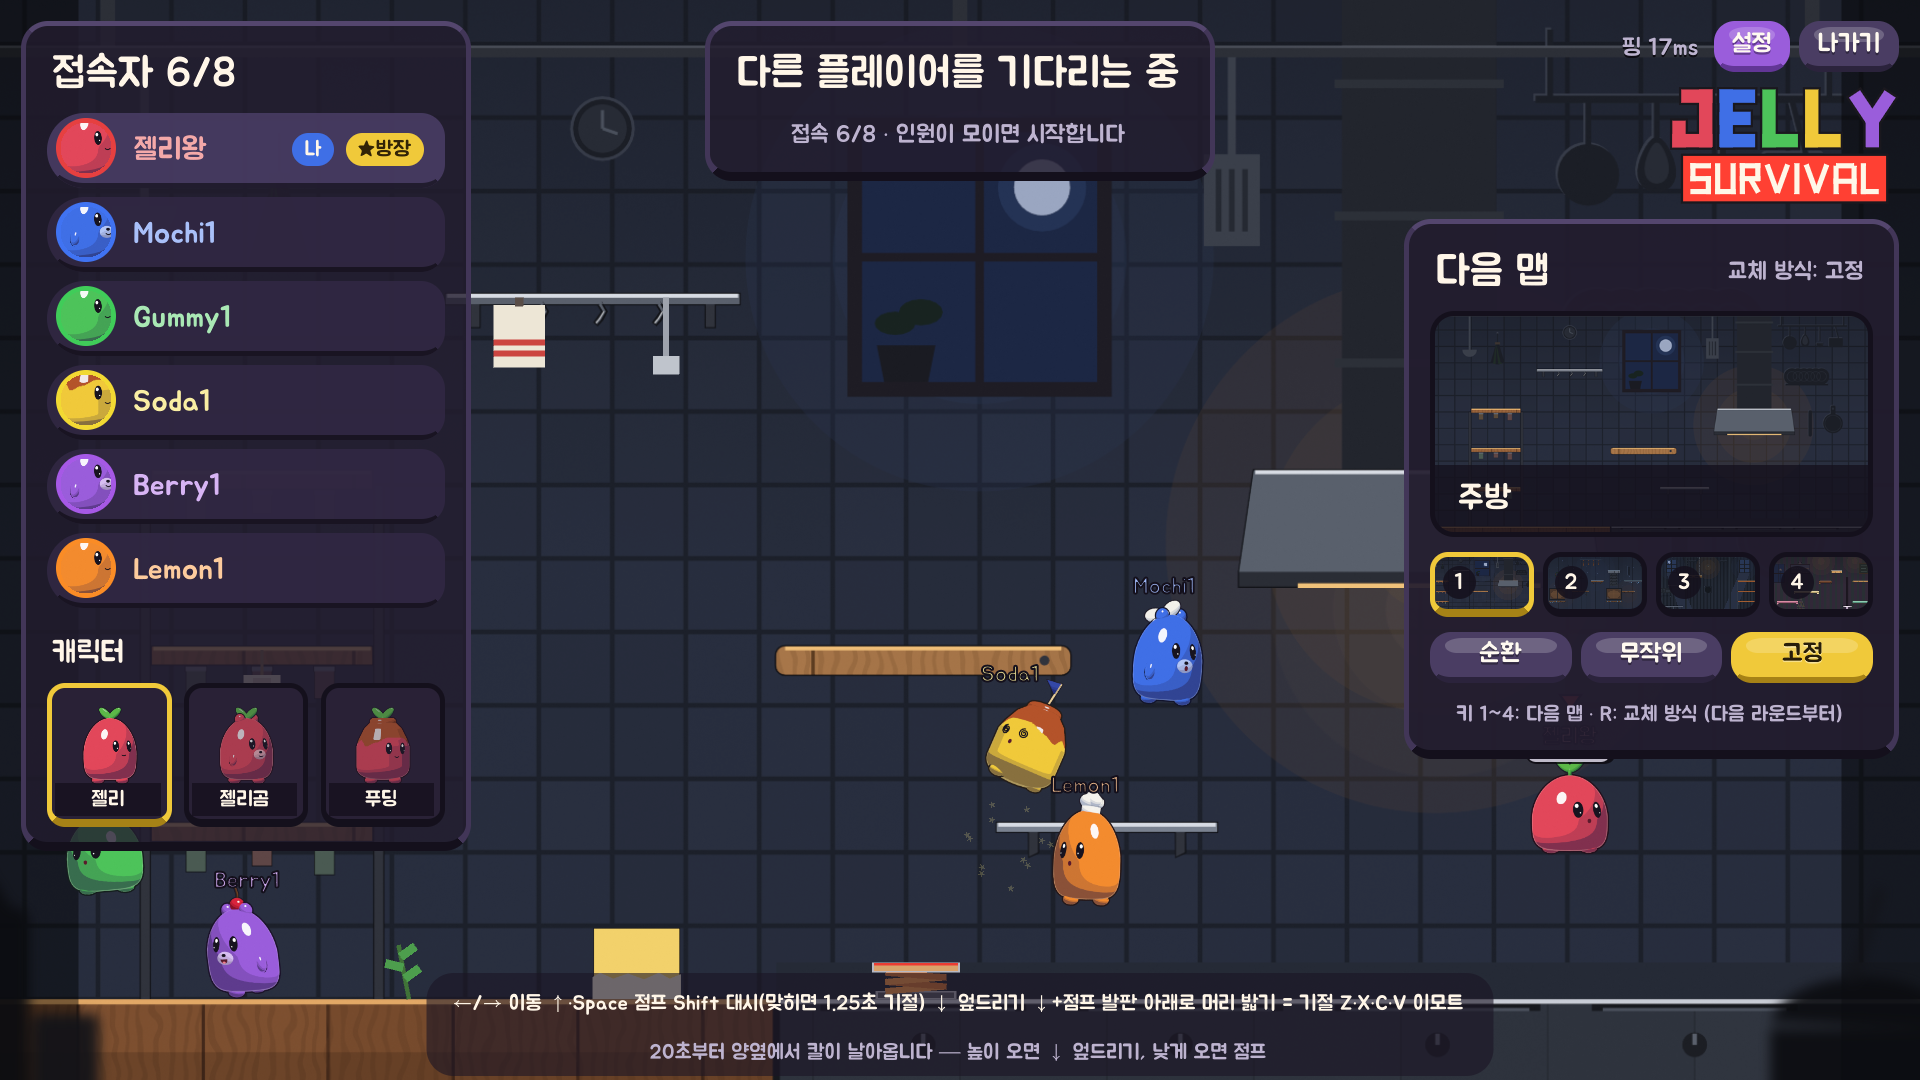 접속자 6/8
젤리왕
나
★방장
Mochi1
Gummy1
Soda1
Berry1
Lemon1
캐릭터
젤리
젤리곰
푸딩
다른 플레이어를 기다리는 중
접속 6/8 · 인원이 모이면 시작합니다
핑 17ms
설정
나가기
JELLY
SURVIVAL
다음 맵
교체 방식: 고정
주방
1
2
3
4
순환
무작위
고정
키 1~4: 다음 맵 · R: 교체 방식 (다음 라운드부터)
Mochi1
Soda1
Lemon1
Berry1
←/→ 이동 ↑·Space 점프 Shift 대시(맞히면 1.25초 기절) ↓ 엎드리기 ↓+점프 발판 아래로 머리 밟기 = 기절 Z·X·C·V 이모트
20초부터 양옆에서 칼이 날아옵니다 — 높이 오면 ↓ 엎드리기, 낮게 오면 점프